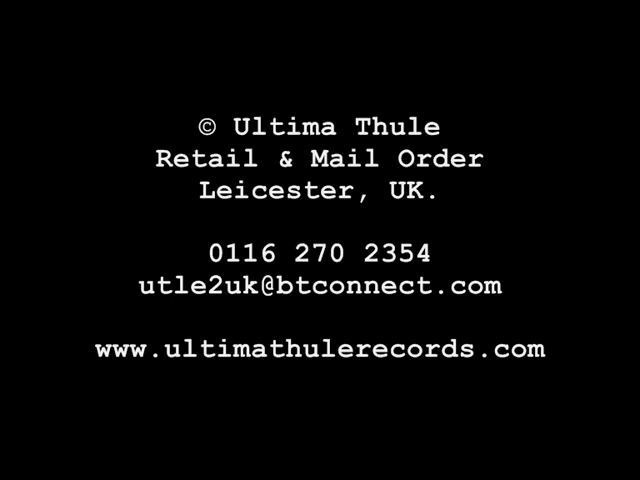 © Ultima Thule
Retail & Mail Order
Leicester, UK.
0116 270 2354
utle2uk@btconnect.com
www.ultimathulerecords.com